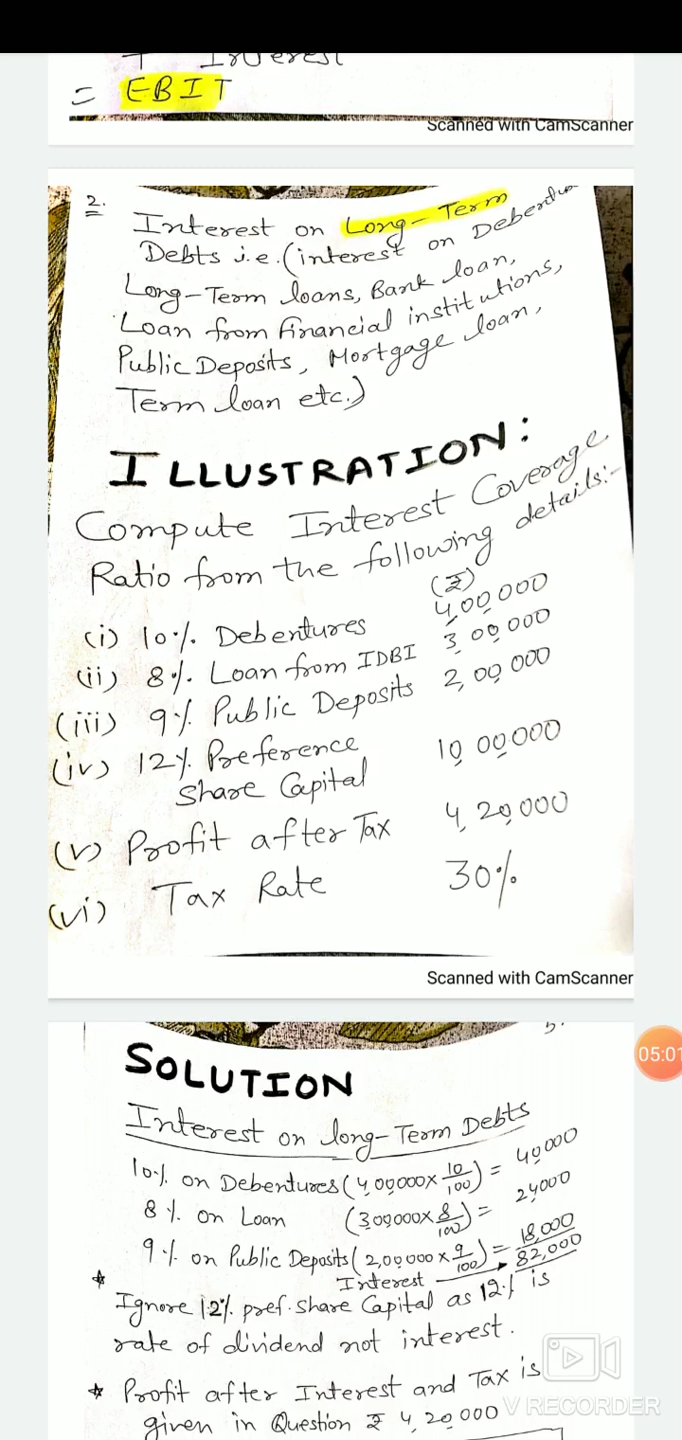 + Interest
= EBIT
Scanned with CamScanner
2.
Interest on Long-Term
Debts i.e. (interest on Debenture
Long-Term loans, Bank loan,
Loan from financial institutions,
Public Deposits, Mortgage loan,
Term loan etc.)
ILLUSTRATION:
Compute Interest Coverage
Ratio from the following details:-
(₹)
(i) 10% Debentures 4,00,000
(ii) 8% Loan from IDBI 3,00,000
(iii) 9% Public Deposits 2,00,000
(iv) 12% Preference 10,00,000
Share Capital
(v) Profit after Tax 4,20,000
(vi) Tax Rate 30%
Scanned with CamScanner
SOLUTION
Interest on long-Term Debts
10% on Debentures (4,00,000 × 10/100) = 40,000
8% on Loan (3,00,000 × 8/100) = 24,000
9% on Public Deposits (2,00,000 × 9/100) = 18,000
Interest → 82,000
* Ignore 12% pref. share Capital as 12% is
rate of dividend not interest.
* Profit after Interest and Tax is
given in Question ₹ 4,20,000
05:01
V RECORDER